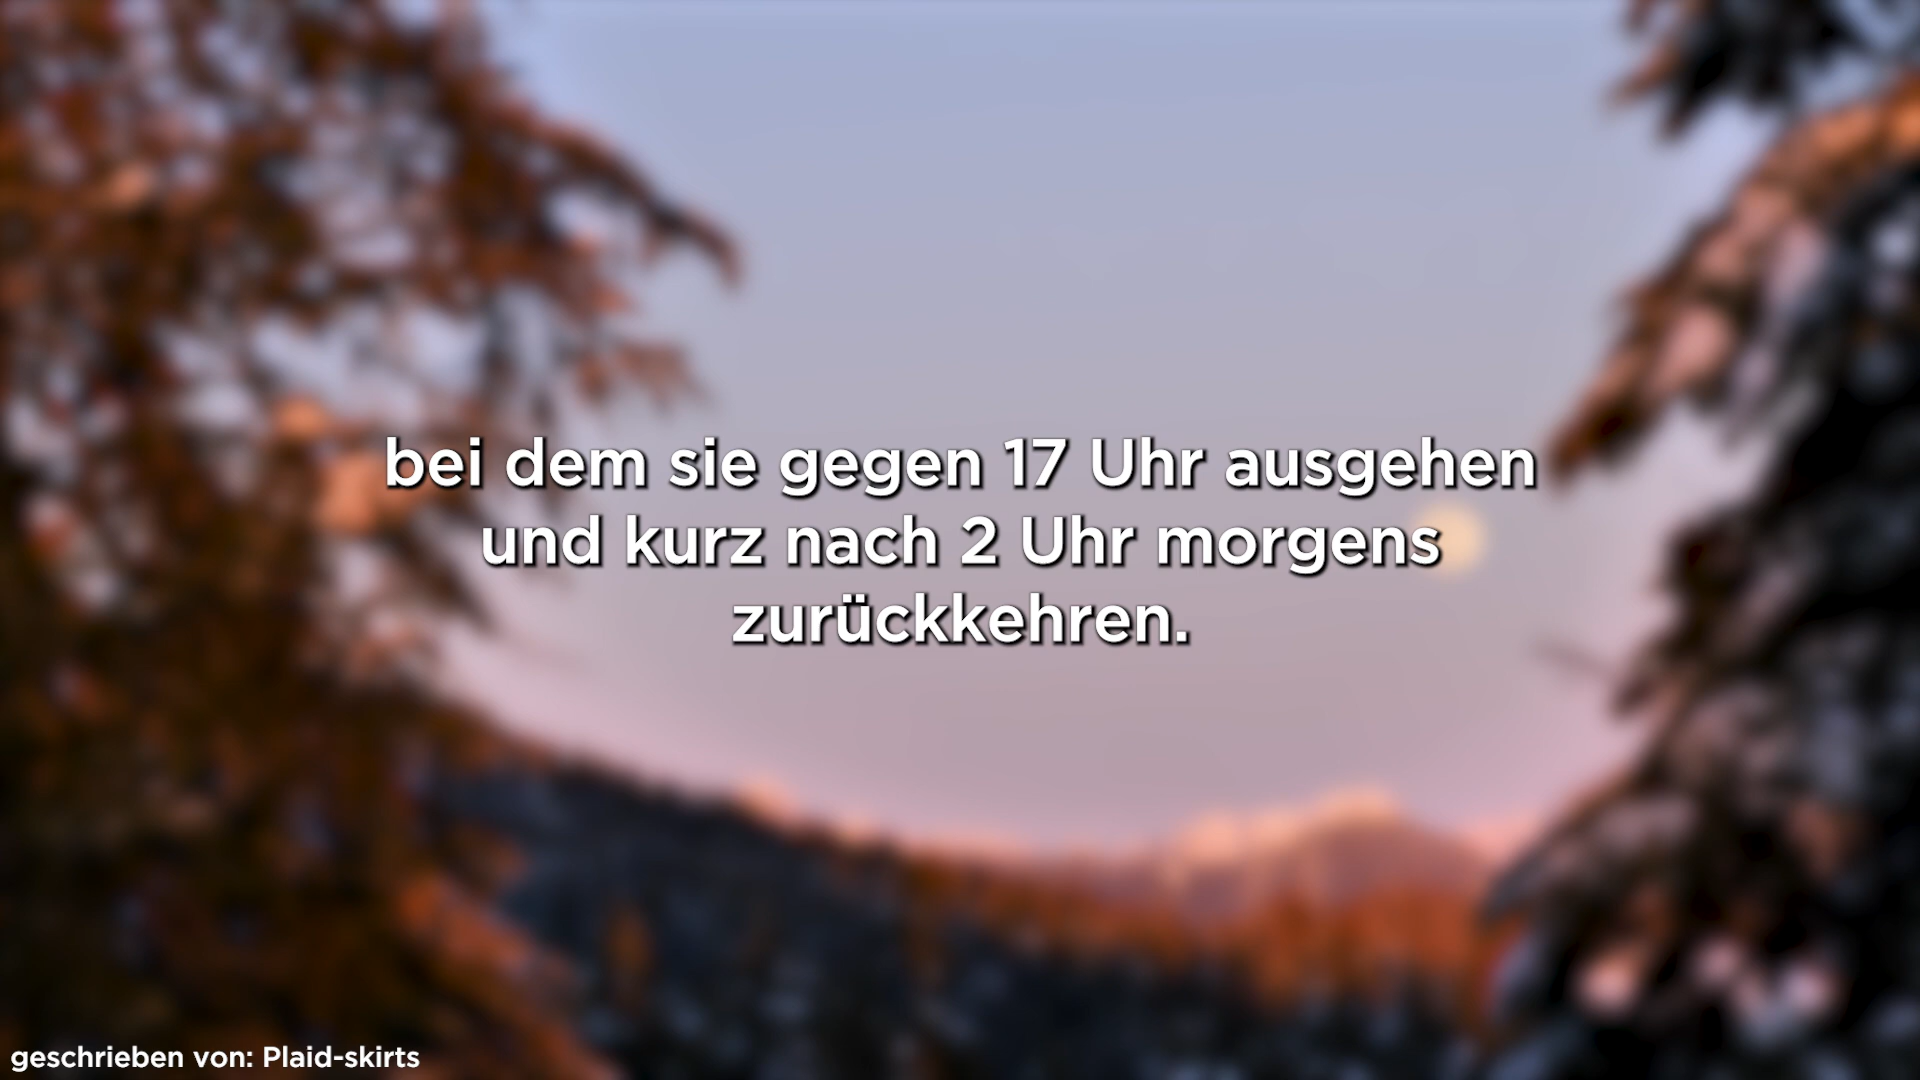 bei dem sie gegen 17 Uhr ausgehen
und kurz nach 2 Uhr morgens
zurückkehren.
geschrieben von: Plaid-skirts